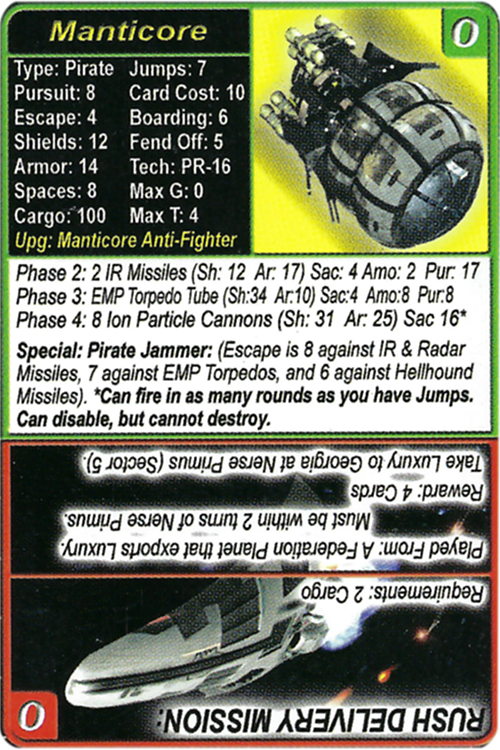 Manticore
0
Type: Pirate Jumps: 7
Pursuit: 8 Card Cost: 10
Escape: 4 Boarding: 6
Shields: 12 Fend Off: 5
Armor: 14 Tech: PR-16
Spaces: 8 Max G: 0
Cargo: 100 Max T: 4
Upg: Manticore Anti-Fighter
Phase 2: 2 IR Missiles (Sh: 12 Ar: 17) Sac: 4 Amo: 2 Pur: 17
Phase 3: EMP Torpedo Tube (Sh:34 Ar:10) Sac:4 Amo:8 Pur:8
Phase 4: 8 Ion Particle Cannons (Sh: 31 Ar: 25) Sac 16*
Special: Pirate Jammer: (Escape is 8 against IR & Radar
Missiles, 7 against EMP Torpedos, and 6 against Hellhound
Missiles). *Can fire in as many rounds as you have Jumps.
Can disable, but cannot destroy.
RUSH DELIVERY MISSION:
0
Requirements: 2 Cargo
Played From: A Federation Planet that exports Luxury.
Must be within 2 turns of Nerse Primus.
Reward: 4 Cards
Take Luxury to Georgia at Nerse Primus (Sector 5).